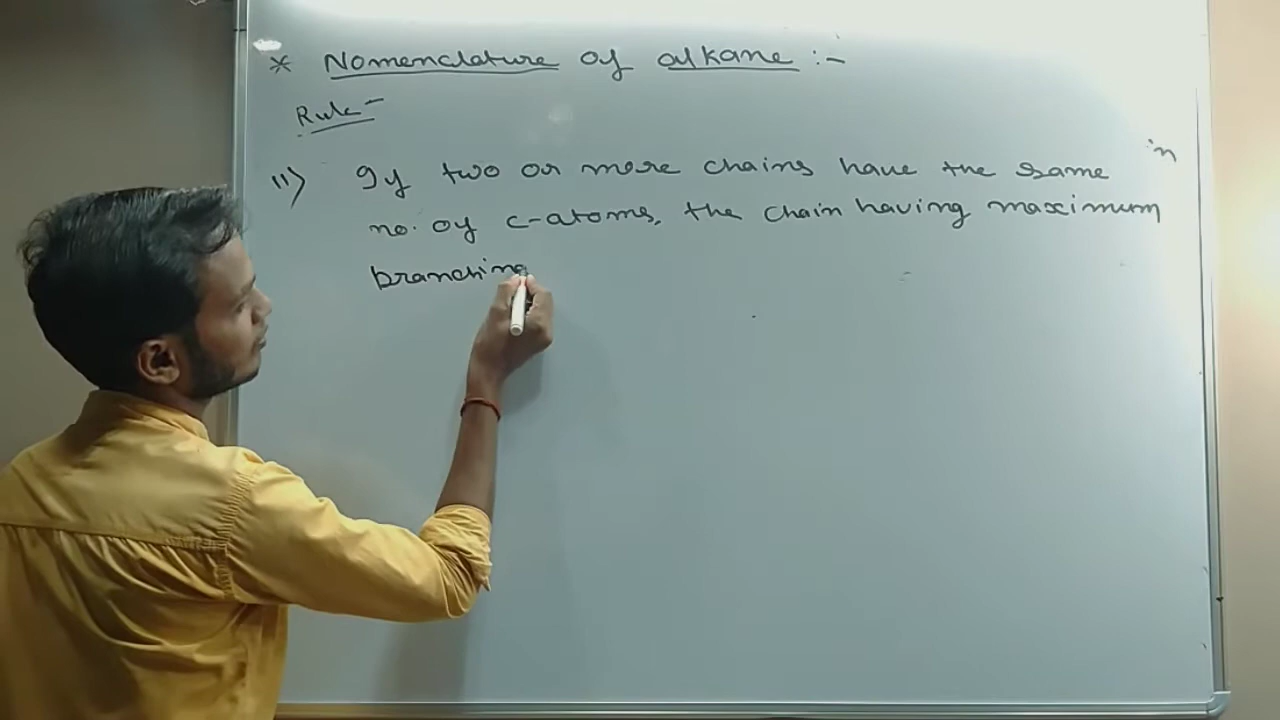 * Nomenclature of alkane :-
Rule -
11) If two or more chains have the same in
no. of c-atoms, the chain having maximum
branching